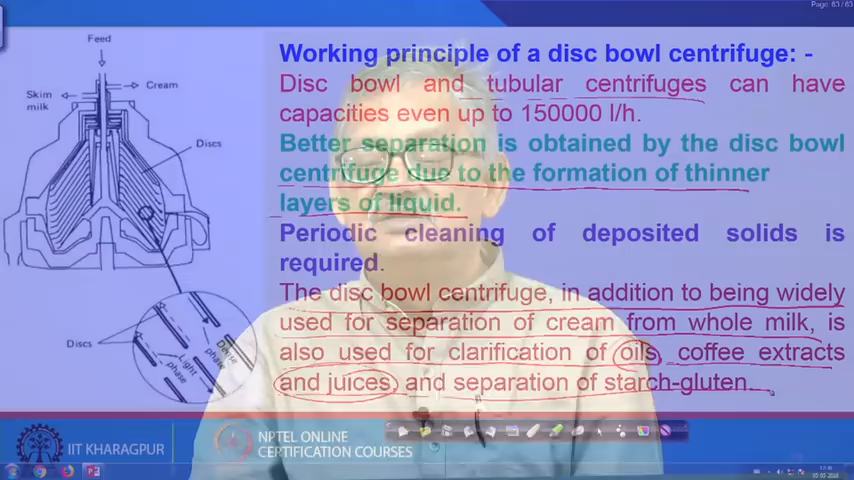 Page: 63 / 63
Feed
Cream
Skim
milk
Discs
Discs
Light
phase
Dense
phase
Working principle of a disc bowl centrifuge: -
Disc bowl and tubular centrifuges can have
capacities even up to 150000 l/h.
Better separation is obtained by the disc bowl
centrifuge due to the formation of thinner
layers of liquid.
Periodic cleaning of deposited solids is
required.
The disc bowl centrifuge, in addition to being widely
used for separation of cream from whole milk, is
also used for clarification of oils, coffee extracts
and juices, and separation of starch-gluten.
IIT KHARAGPUR
NPTEL ONLINE
CERTIFICATION COURSES